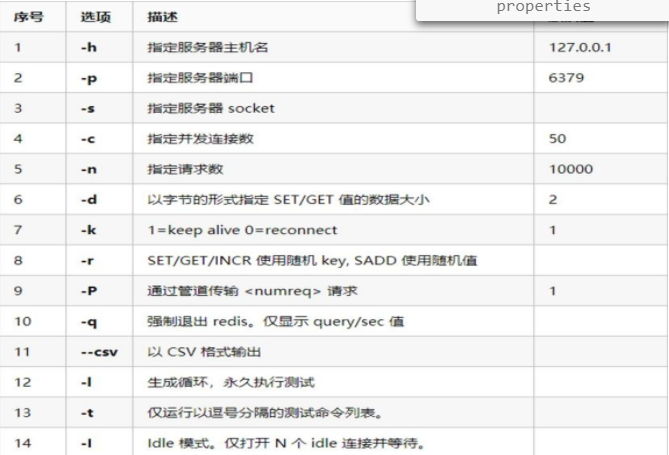 properties
序号 选项 描述
1 -h 指定服务器主机名 127.0.0.1
2 -p 指定服务器端口 6379
3 -s 指定服务器 socket
4 -c 指定并发连接数 50
5 -n 指定请求数 10000
6 -d 以字节的形式指定 SET/GET 值的数据大小 2
7 -k 1=keep alive 0=reconnect 1
8 -r SET/GET/INCR 使用随机 key, SADD 使用随机值
9 -P 通过管道传输 <numreq> 请求 1
10 -q 强制退出 redis。仅显示 query/sec 值
11 --csv 以 CSV 格式输出
12 -l 生成循环，永久执行测试
13 -t 仅运行以逗号分隔的测试命令列表。
14 -I Idle 模式。仅打开 N 个 idle 连接并等待。